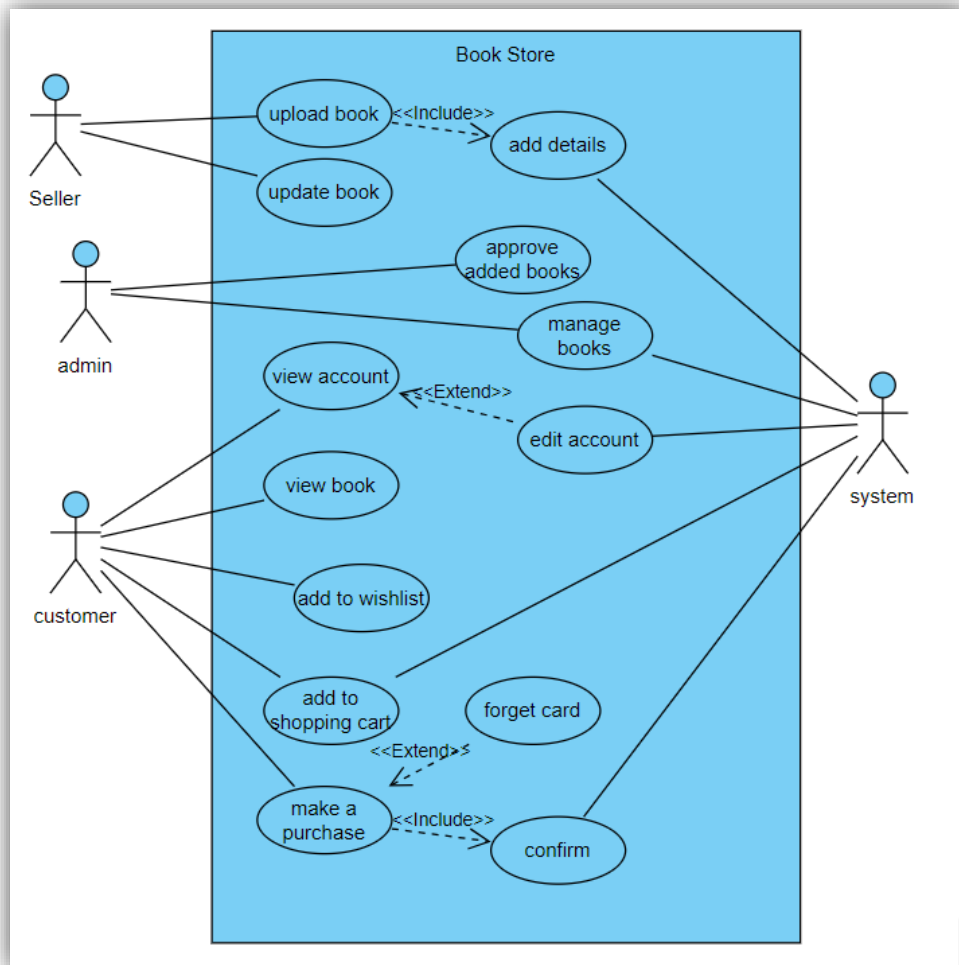 Book Store
upload book
<<Include>>
add details
Seller
update book
approve
added books
admin
manage
books
view account
<<Extend>>
edit account
system
view book
customer
add to wishlist
add to
shopping cart
forget card
<<Extend>>
make a
purchase
<<Include>>
confirm